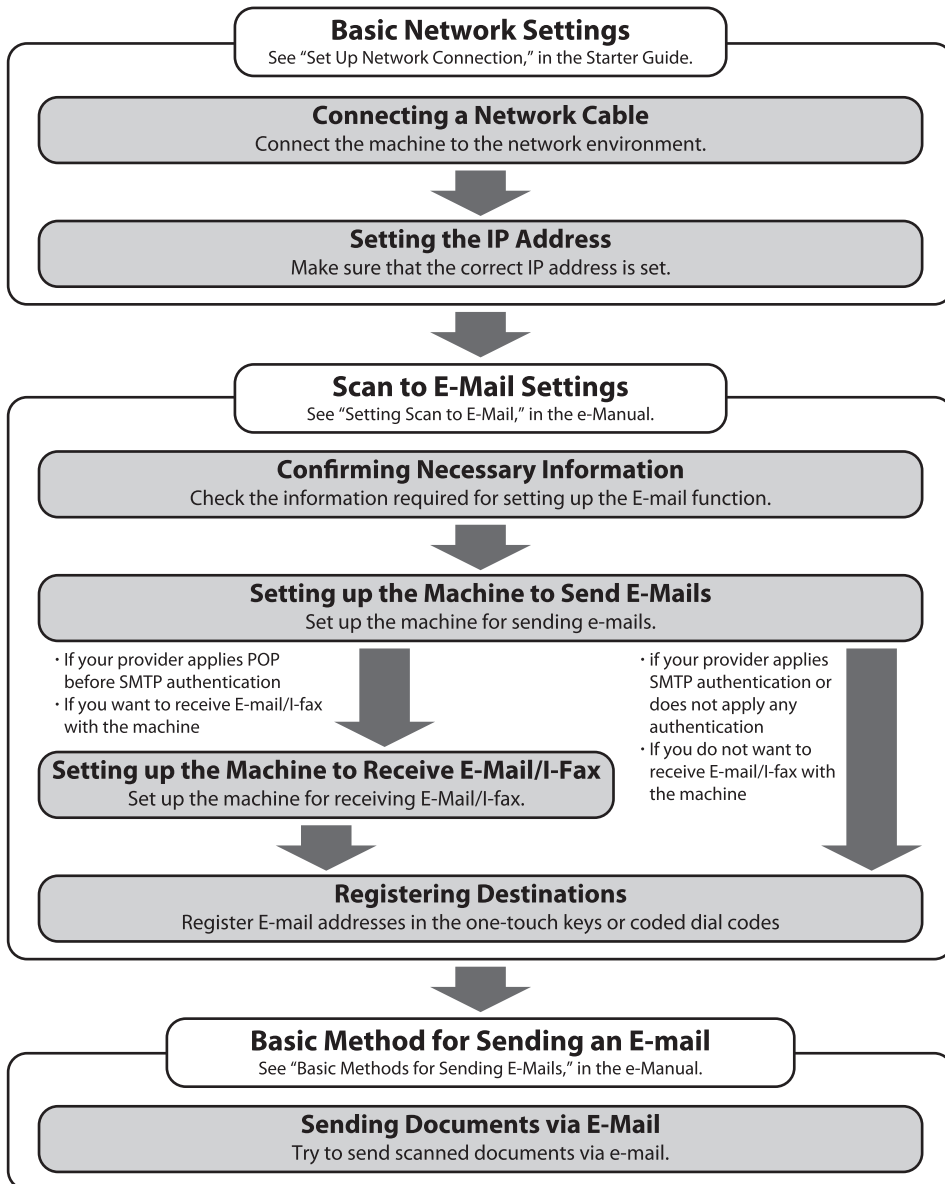 Basic Network Settings
See “Set Up Network Connection,” in the Starter Guide.
Connecting a Network Cable
Connect the machine to the network environment.
Setting the IP Address
Make sure that the correct IP address is set.
Scan to E-Mail Settings
See “Setting Scan to E-Mail,” in the e-Manual.
Confirming Necessary Information
Check the information required for setting up the E-mail function.
Setting up the Machine to Send E-Mails
Set up the machine for sending e-mails.
・If your provider applies POP
before SMTP authentication
・If you want to receive E-mail/I-fax
with the machine
・if your provider applies
SMTP authentication or
does not apply any
authentication
・If you do not want to
receive E-mail/I-fax with
the machine
Setting up the Machine to Receive E-Mail/I-Fax
Set up the machine for receiving E-Mail/I-fax.
Registering Destinations
Register E-mail addresses in the one-touch keys or coded dial codes
Basic Method for Sending an E-mail
See “Basic Methods for Sending E-Mails,” in the e-Manual.
Sending Documents via E-Mail
Try to send scanned documents via e-mail.